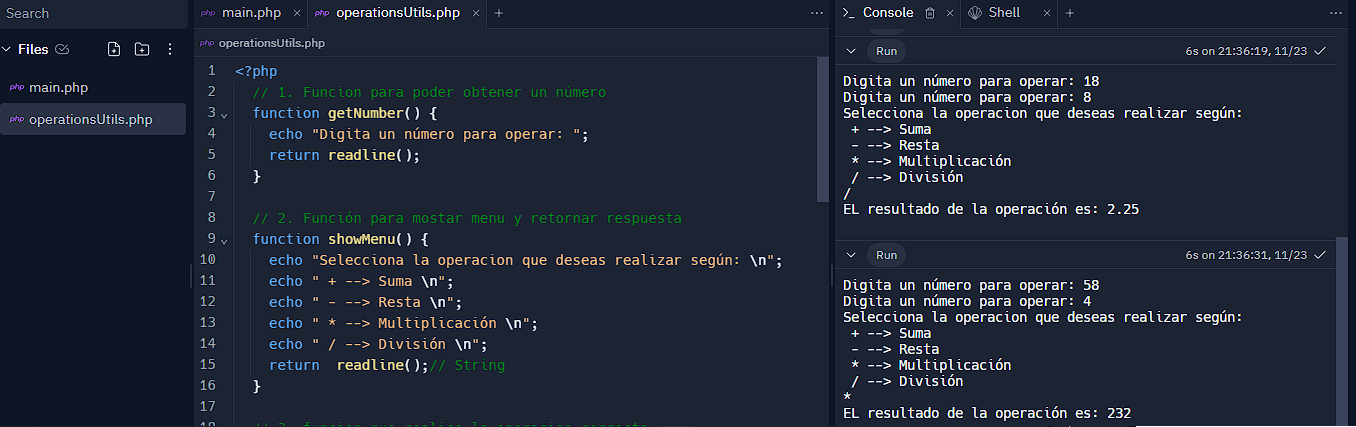 Search
Files
php main.php
php operationsUtils.php
php main.php × php operationsUtils.php × +
php operationsUtils.php
1 <?php
2 // 1. Funcion para poder obtener un número
3 function getNumber() {
4 echo "Digita un número para operar: ";
5 return readline();
6 }
7
8 // 2. Función para mostar menu y retornar respuesta
9 function showMenu() {
10 echo "Selecciona la operacion que deseas realizar según: \n";
11 echo " + --> Suma \n";
12 echo " - --> Resta \n";
13 echo " * --> Multiplicación \n";
14 echo " / --> División \n";
15 return  readline();// String
16 }
17
>_ Console × Shell × +
Run 6s on 21:36:19, 11/23
Digita un número para operar: 18
Digita un número para operar: 8
Selecciona la operacion que deseas realizar según:
 + --> Suma
 - --> Resta
 * --> Multiplicación
 / --> División
/
EL resultado de la operación es: 2.25
Run 6s on 21:36:31, 11/23
Digita un número para operar: 58
Digita un número para operar: 4
Selecciona la operacion que deseas realizar según:
 + --> Suma
 - --> Resta
 * --> Multiplicación
 / --> División
*
EL resultado de la operación es: 232